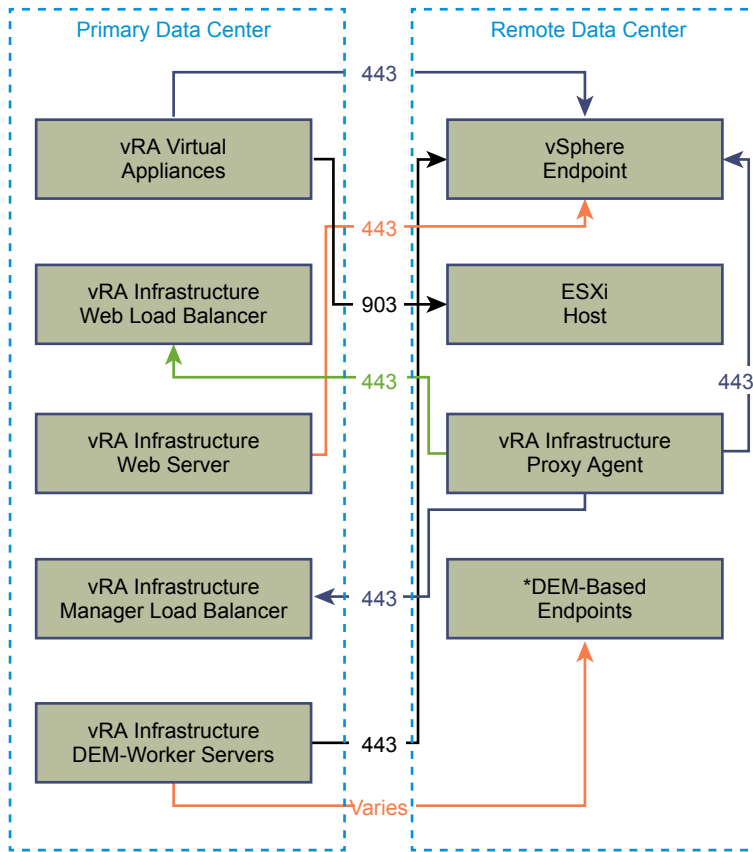 Primary Data Center
Remote Data Center
443
vRA Virtual
Appliances
vSphere
Endpoint
443
vRA Infrastructure
Web Load Balancer
903
ESXi
Host
443
443
vRA Infrastructure
Web Server
vRA Infrastructure
Proxy Agent
vRA Infrastructure
Manager Load Balancer
443
*DEM-Based
Endpoints
vRA Infrastructure
DEM-Worker Servers
443
Varies